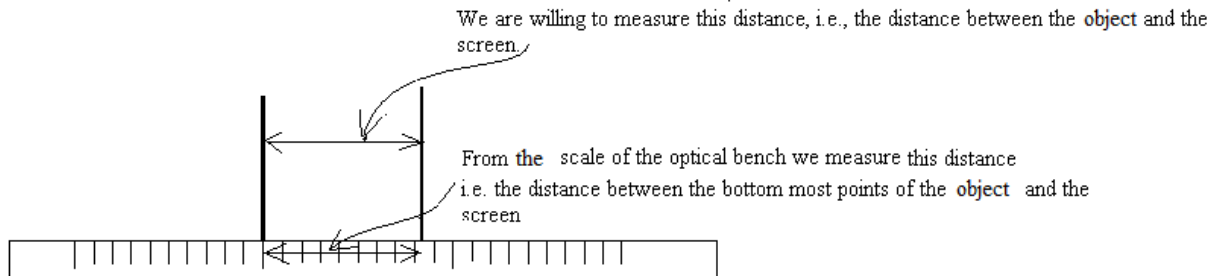 We are willing to measure this distance, i.e., the distance between the object and the
screen.
From the scale of the optical bench we measure this distance
i.e. the distance between the bottom most points of the object and the
screen